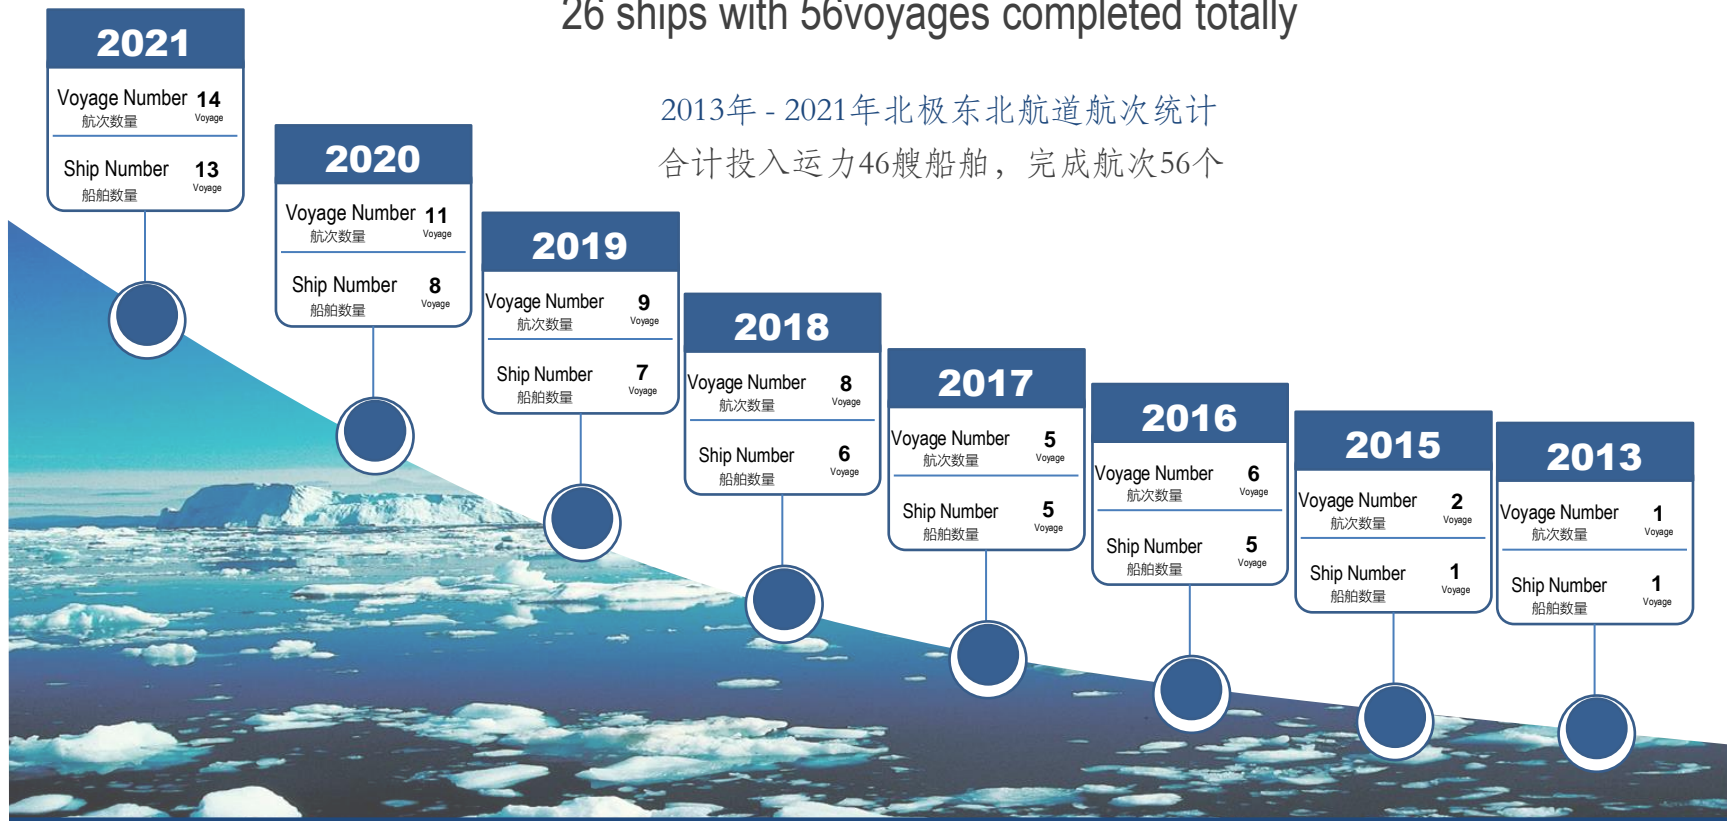 26 ships with 56voyages completed totally
2013年 - 2021年北极东北航道航次统计
合计投入运力46艘船舶，完成航次56个
2021
Voyage Number 14
航次数量 Voyage
Ship Number 13
船舶数量 Voyage
2020
Voyage Number 11
航次数量 Voyage
Ship Number 8
船舶数量 Voyage
2019
Voyage Number 9
航次数量 Voyage
Ship Number 7
船舶数量 Voyage
2018
Voyage Number 8
航次数量 Voyage
Ship Number 6
船舶数量 Voyage
2017
Voyage Number 5
航次数量 Voyage
Ship Number 5
船舶数量 Voyage
2016
Voyage Number 6
航次数量 Voyage
Ship Number 5
船舶数量 Voyage
2015
Voyage Number 2
航次数量 Voyage
Ship Number 1
船舶数量 Voyage
2013
Voyage Number 1
航次数量 Voyage
Ship Number 1
船舶数量 Voyage